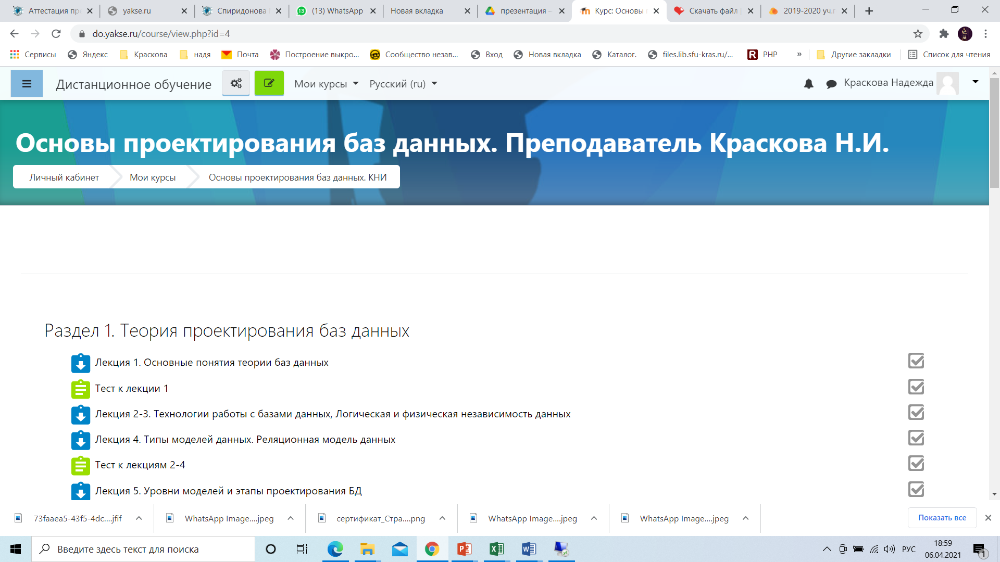 Аттестация пре
yakse.ru
Спиридонова
(13) WhatsApp
Новая вкладка
презентация –
Курс: Основы
Скачать файл
2019-2020 уч.г
do.yakse.ru/course/view.php?id=4
Сервисы
Яндекс
Краскова
надя
Почта
Построение выкро...
Сообщество незав...
Вход
Новая вкладка
Каталог.
files.lib.sfu-kras.ru/...
PHP
»
Другие закладки
Список для чтения
Дистанционное обучение
Мои курсы
Русский (ru)
Краскова Надежда
Основы проектирования баз данных. Преподаватель Краскова Н.И.
Личный кабинет
Мои курсы
Основы проектирования баз данных. КНИ
Раздел 1. Теория проектирования баз данных
Лекция 1. Основные понятия теории баз данных
Тест к лекции 1
Лекция 2-3. Технологии работы с базами данных, Логическая и физическая независимость данных
Лекция 4. Типы моделей данных. Реляционная модель данных
Тест к лекциям 2-4
Лекция 5. Уровни моделей и этапы проектирования БД
73faaea5-43f5-4dc....jfif
WhatsApp Image....jpeg
сертификат_Стра....png
WhatsApp Image....jpeg
WhatsApp Image....jpeg
Показать все
Введите здесь текст для поиска
РУС
18:59
06.04.2021
1